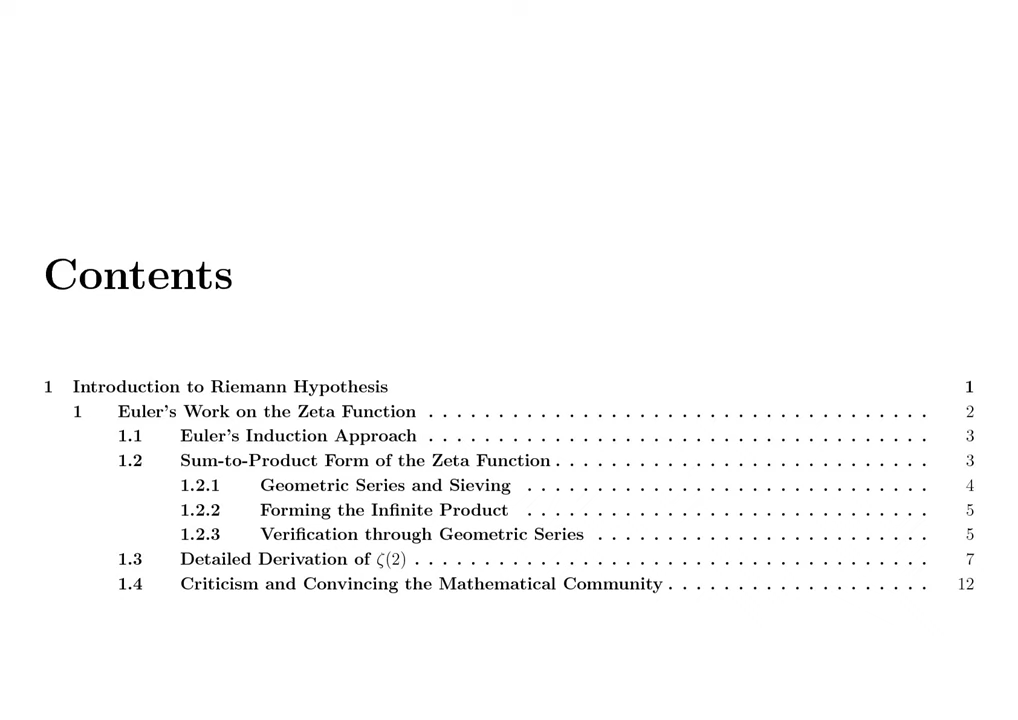 Contents
1 Introduction to Riemann Hypothesis 1
1 Euler's Work on the Zeta Function . . . . . . . . . . . . . . . . . . . . . . . . . . . . . . . . . . . . 2
1.1 Euler's Induction Approach . . . . . . . . . . . . . . . . . . . . . . . . . . . . . . . . . . . . 3
1.2 Sum-to-Product Form of the Zeta Function . . . . . . . . . . . . . . . . . . . . . . . . . . . 3
1.2.1 Geometric Series and Sieving . . . . . . . . . . . . . . . . . . . . . . . . . . . . . 4
1.2.2 Forming the Infinite Product . . . . . . . . . . . . . . . . . . . . . . . . . . . . . 5
1.2.3 Verification through Geometric Series . . . . . . . . . . . . . . . . . . . . . . . . 5
1.3 Detailed Derivation of ζ(2) . . . . . . . . . . . . . . . . . . . . . . . . . . . . . . . . . . . . . 7
1.4 Criticism and Convincing the Mathematical Community . . . . . . . . . . . . . . . . . . . 12